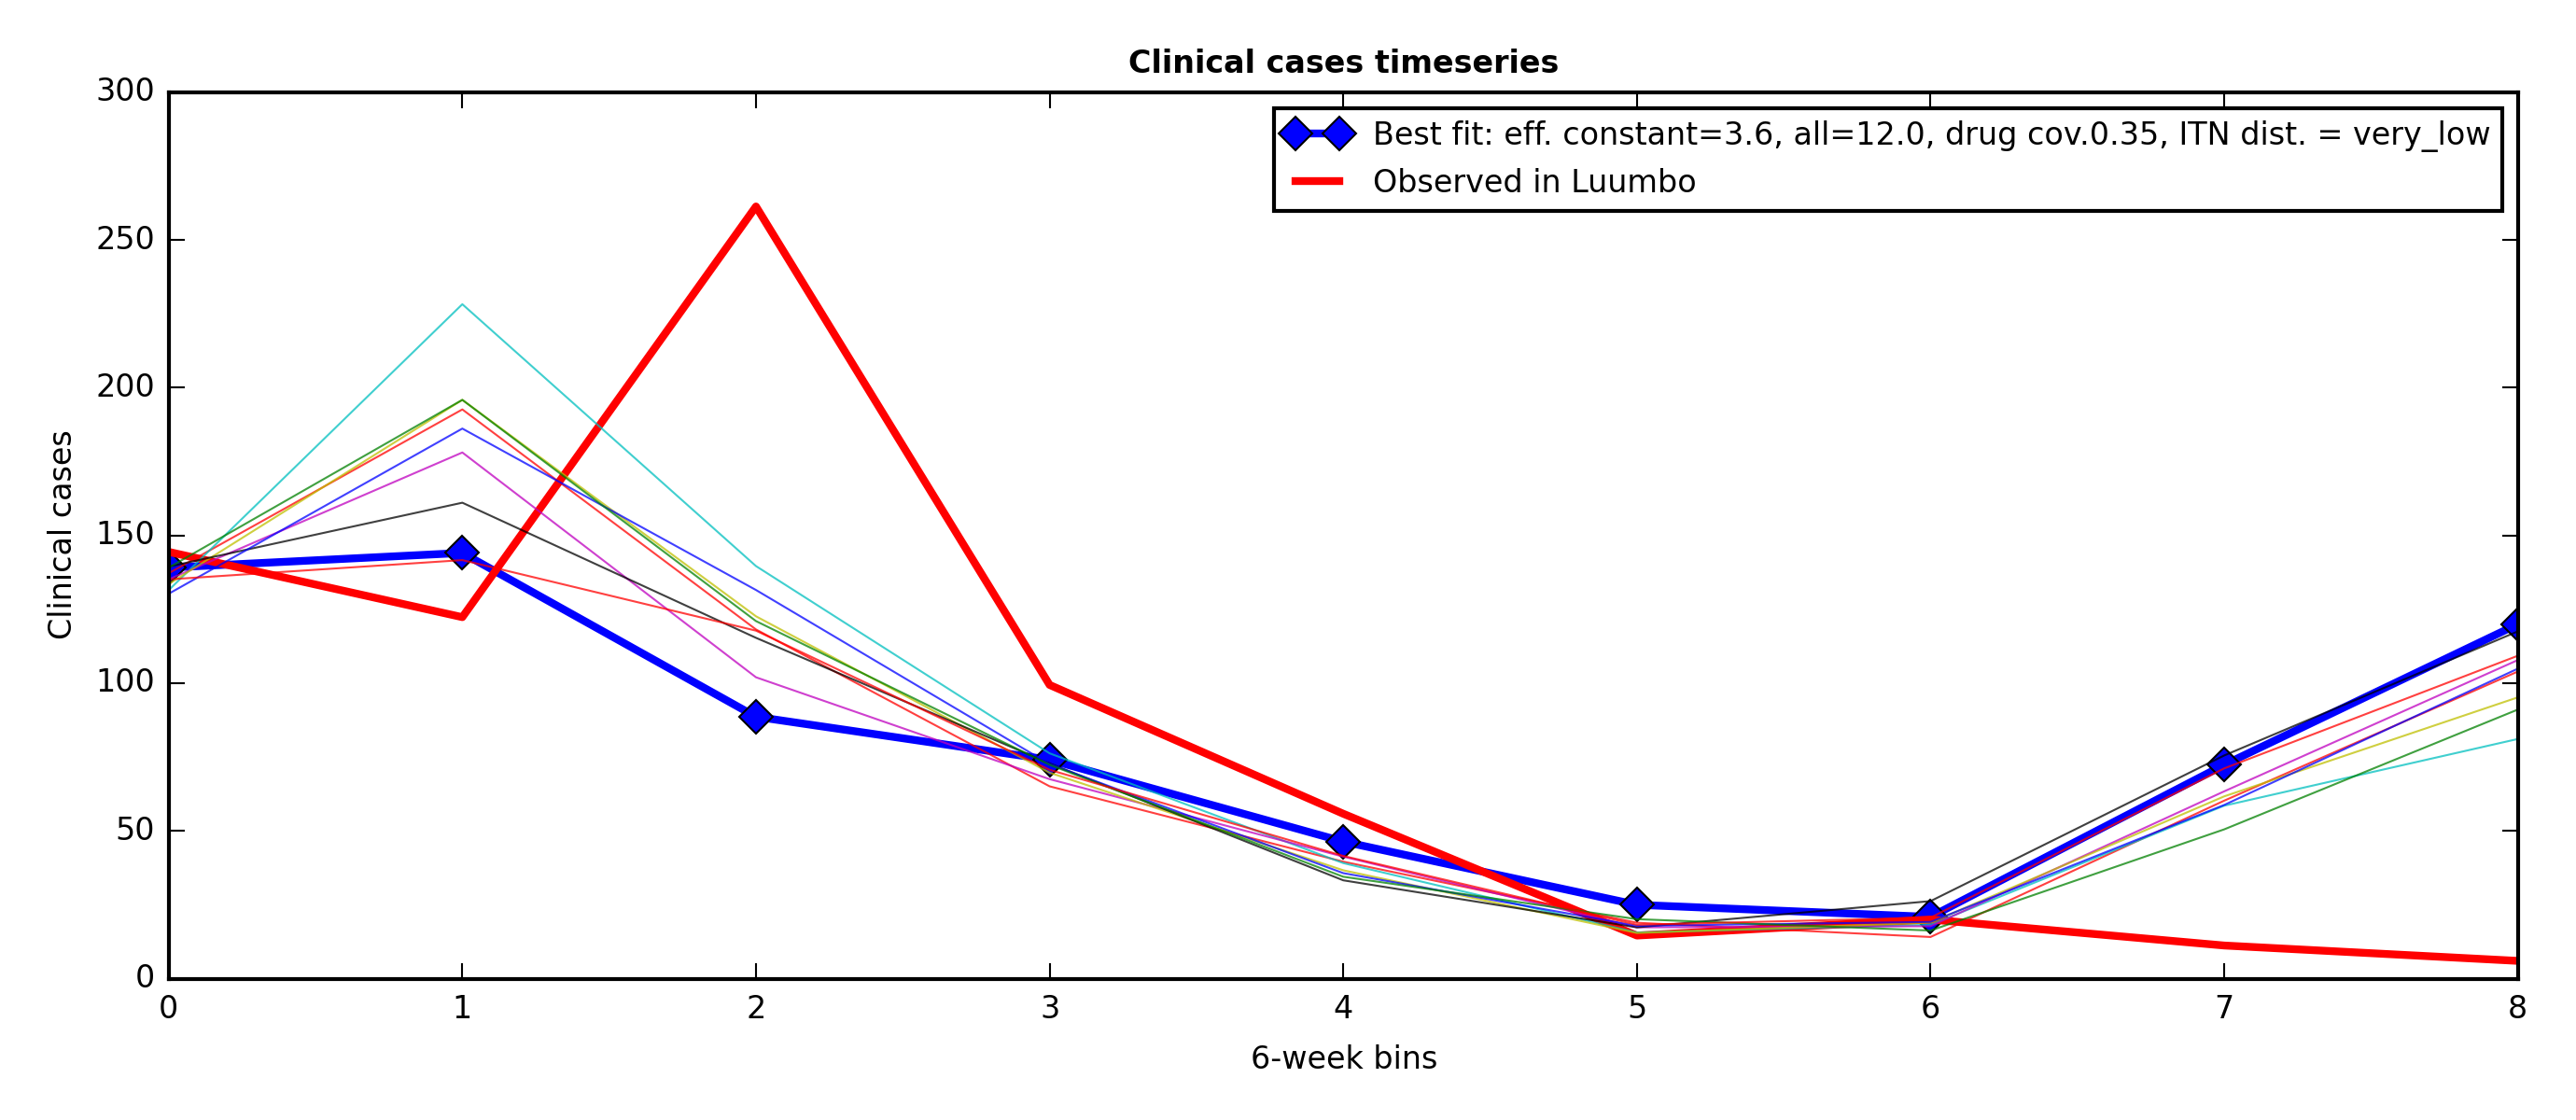 Clinical cases timeseries
300
250
200
150
100
50
0
Clinical cases
Best fit: eff. constant=3.6, all=12.0, drug cov.0.35, ITN dist. = very_low
Observed in Luumbo
0 1 2 3 4 5 6 7 8
6-week bins